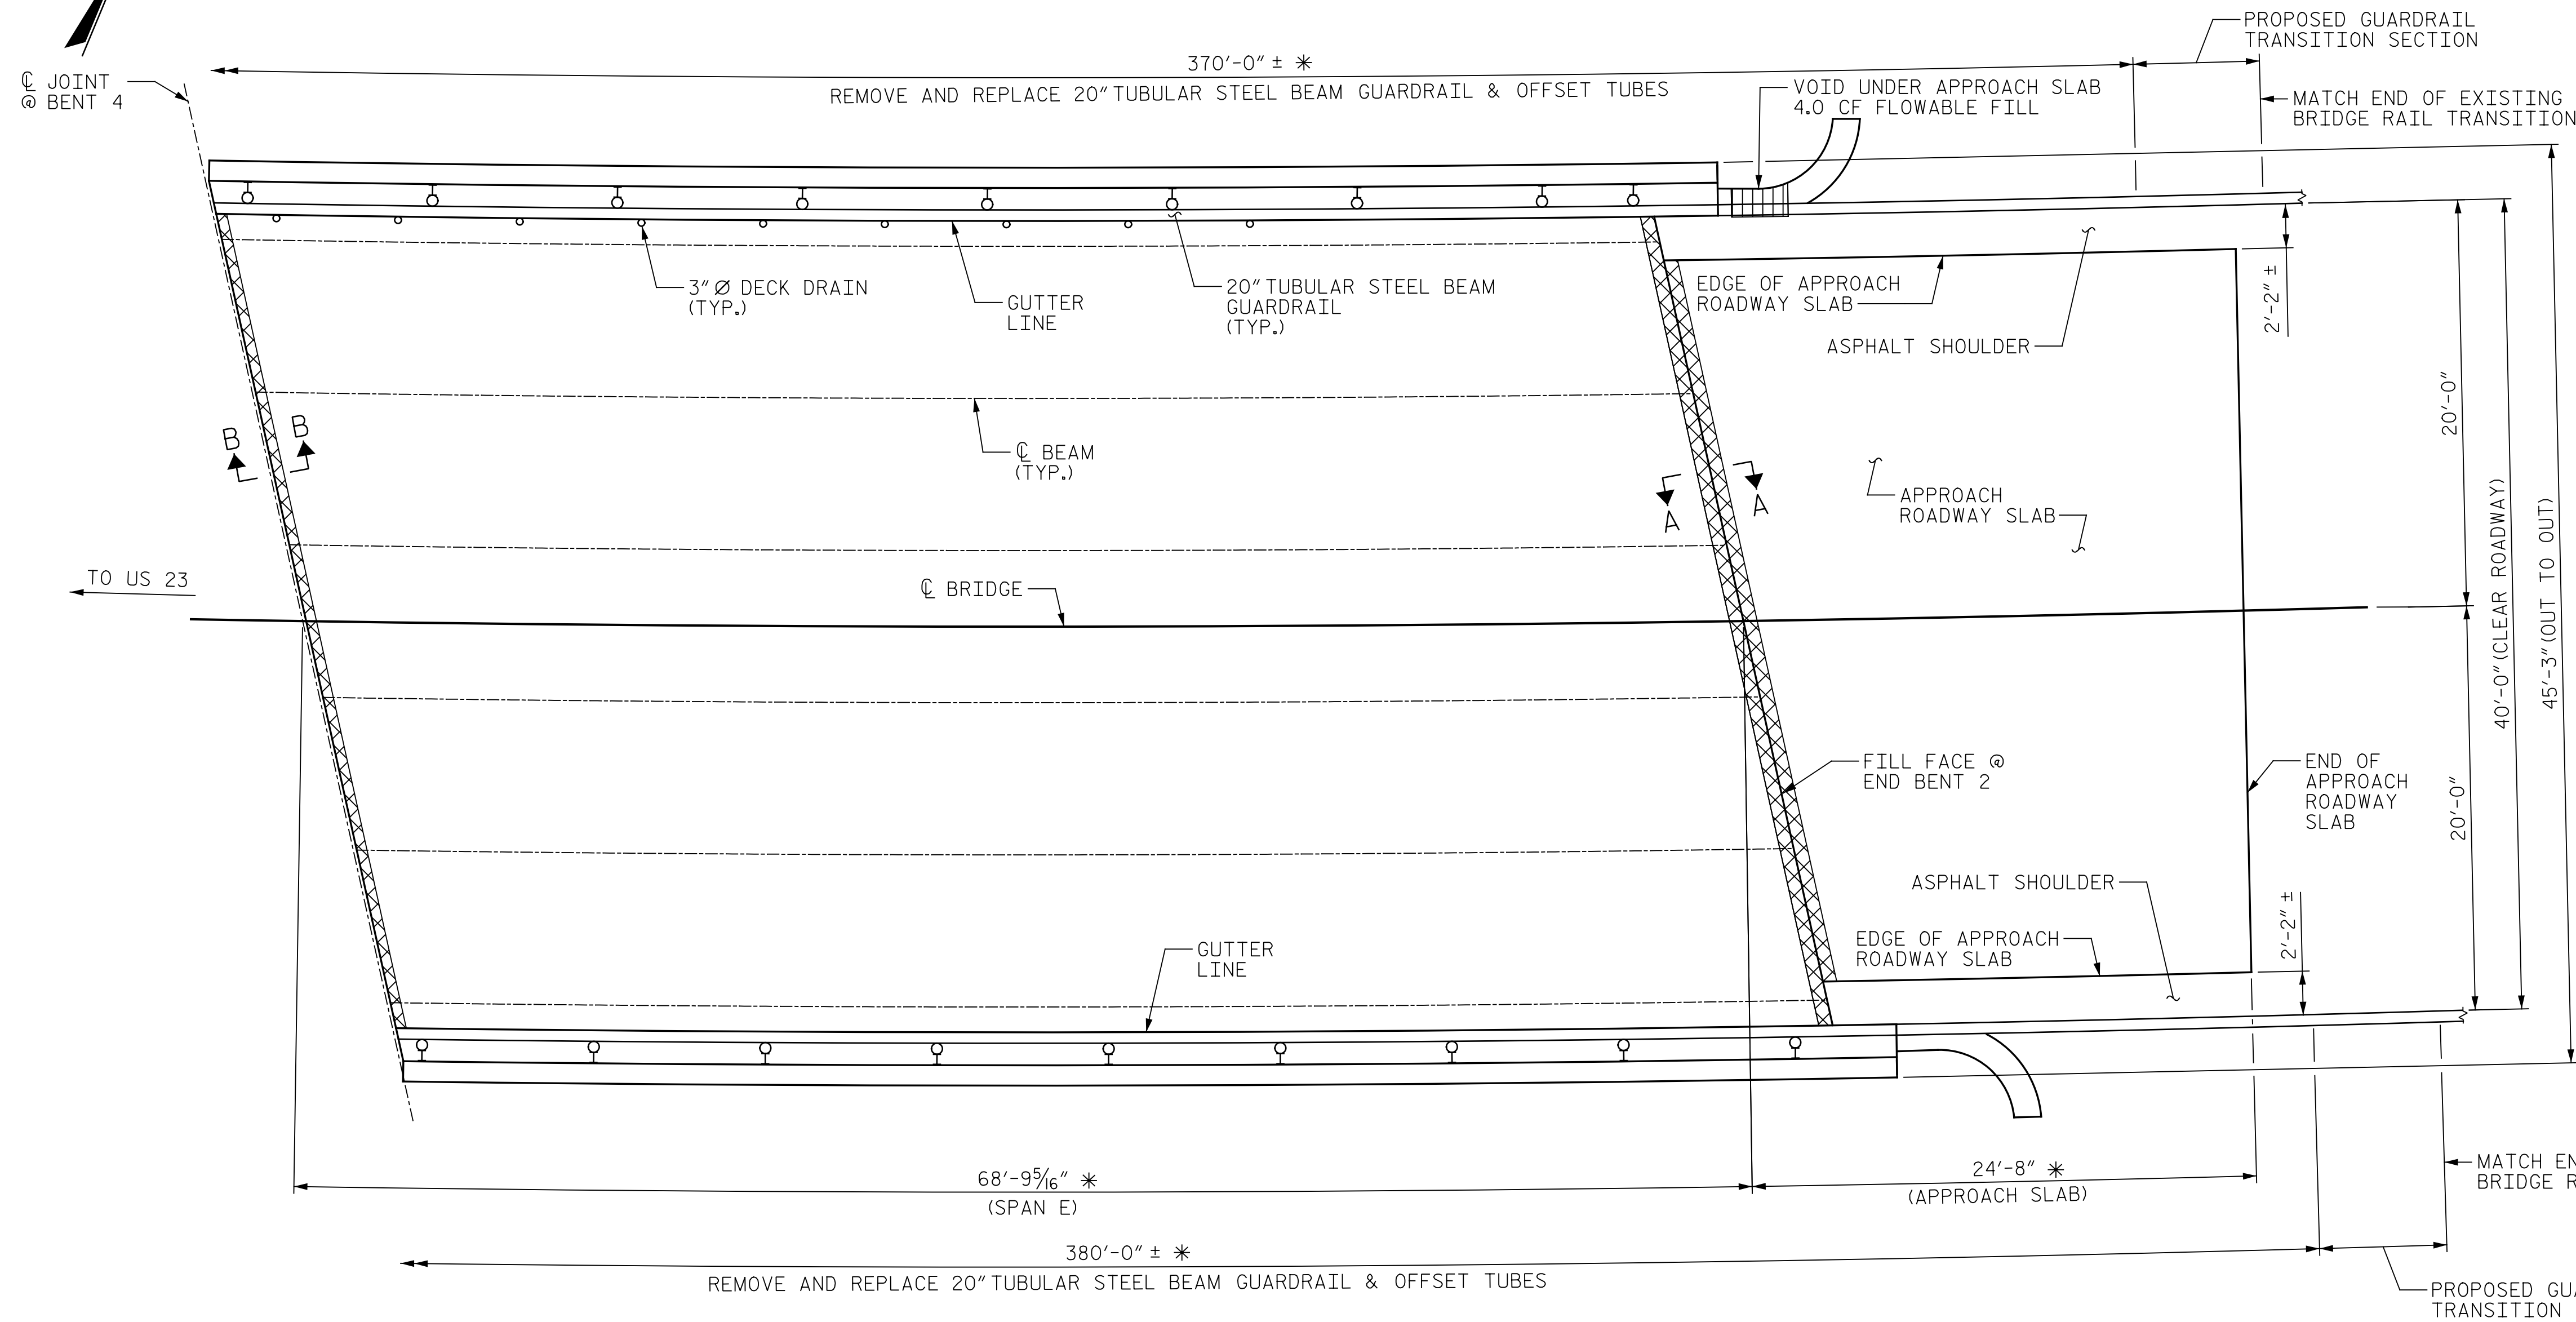 PROPOSED GUARDRAIL
TRANSITION SECTION
370'-0" ± *
REMOVE AND REPLACE 20" TUBULAR STEEL BEAM GUARDRAIL & OFFSET TUBES
℄ JOINT
@ BENT 4
VOID UNDER APPROACH SLAB
4.0 CF FLOWABLE FILL
MATCH END OF EXISTING
BRIDGE RAIL TRANSITION
3" Ø DECK DRAIN
(TYP.)
GUTTER
LINE
20" TUBULAR STEEL BEAM
GUARDRAIL
(TYP.)
EDGE OF APPROACH
ROADWAY SLAB
ASPHALT SHOULDER
2'-2" ±
20'-0"
B
B
℄ BEAM
(TYP.)
A
A
APPROACH
ROADWAY SLAB
40'-0" (CLEAR ROADWAY)
45'-3" (OUT TO OUT)
TO US 23
℄ BRIDGE
FILL FACE @
END BENT 2
END OF
APPROACH
ROADWAY
SLAB
20'-0"
ASPHALT SHOULDER
EDGE OF APPROACH
ROADWAY SLAB
2'-2" ±
GUTTER
LINE
68'-9 5/16" *
(SPAN E)
24'-8" *
(APPROACH SLAB)
MATCH EN
BRIDGE R
380'-0" ± *
REMOVE AND REPLACE 20" TUBULAR STEEL BEAM GUARDRAIL & OFFSET TUBES
PROPOSED GUA
TRANSITION